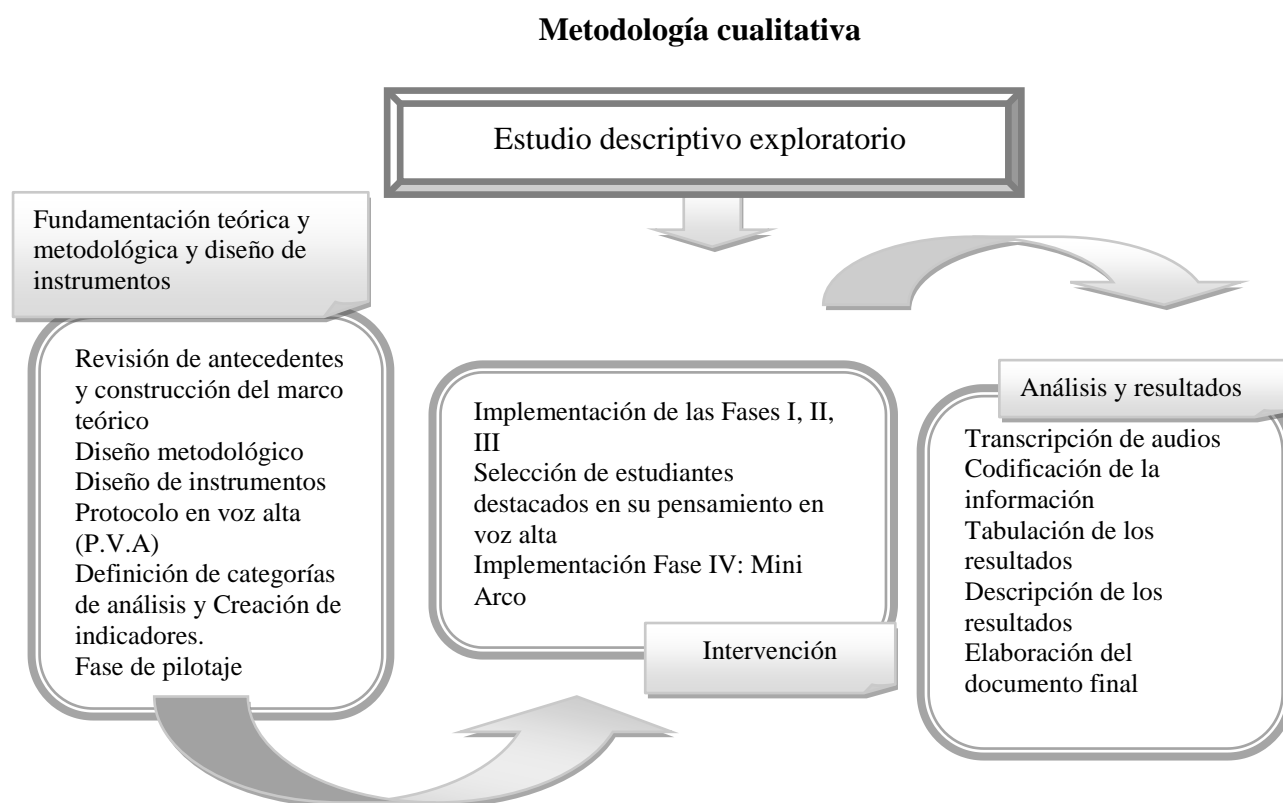 Metodología cualitativa
Estudio descriptivo exploratorio
Fundamentación teórica y
metodológica y diseño de
instrumentos
Revisión de antecedentes
y construcción del marco
teórico
Diseño metodológico
Diseño de instrumentos
Protocolo en voz alta
(P.V.A)
Definición de categorías
de análisis y Creación de
indicadores.
Fase de pilotaje
Implementación de las Fases I, II,
III
Selección de estudiantes
destacados en su pensamiento en
voz alta
Implementación Fase IV: Mini
Arco
Intervención
Análisis y resultados
Transcripción de audios
Codificación de la
información
Tabulación de los
resultados
Descripción de los
resultados
Elaboración del
documento final